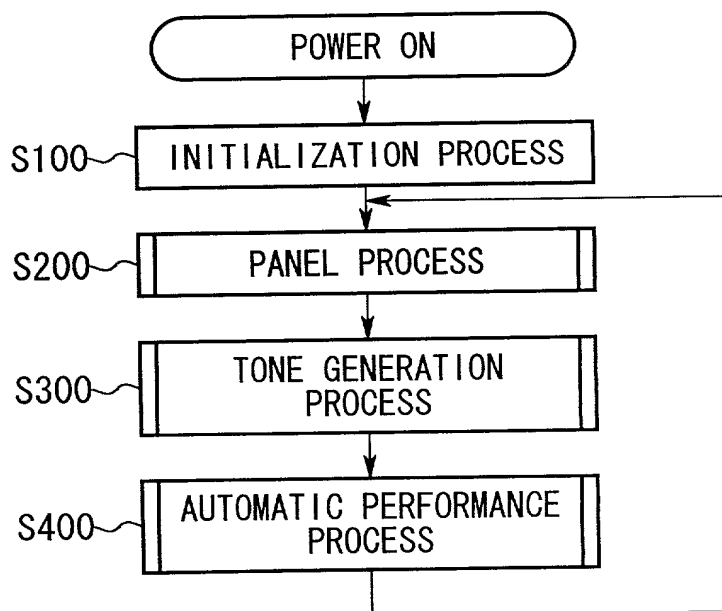 POWER ON
S100 INITIALIZATION PROCESS
S200 PANEL PROCESS
S300 TONE GENERATION
PROCESS
S400 AUTOMATIC PERFORMANCE
PROCESS